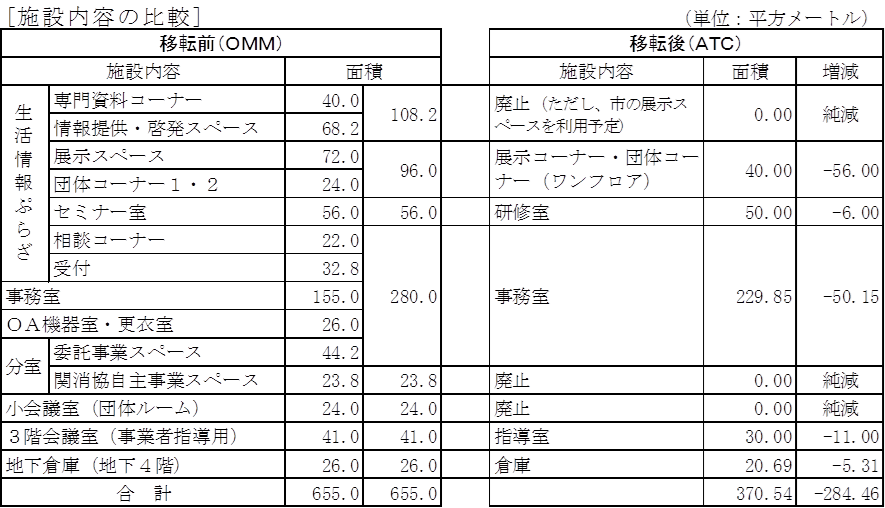 [施設内容の比較]
(単位：平方メートル)
移転前(OMM) 移転後(ATC)
施設内容 面積 施設内容 面積 増減
生活情報ぷらざ
専門資料コーナー 40.0 108.2 廃止（ただし、市の展示スペースを利用予定） 0.00 純減
情報提供・啓発スペース 68.2
展示スペース 72.0 96.0 展示コーナー・団体コーナー（ワンフロア） 40.00 -56.00
団体コーナー１・２ 24.0
セミナー室 56.0 56.0 研修室 50.00 -6.00
相談コーナー 22.0 280.0 事務室 229.85 -50.15
受付 32.8
事務室 155.0
ＯＡ機器室・更衣室 26.0
分室
委託事業スペース 44.2
関消協自主事業スペース 23.8 23.8 廃止 0.00 純減
小会議室（団体ルーム） 24.0 24.0 廃止 0.00 純減
３階会議室（事業者指導用） 41.0 41.0 指導室 30.00 -11.00
地下倉庫（地下４階） 26.0 26.0 倉庫 20.69 -5.31
合　計 655.0 655.0 370.54 -284.46